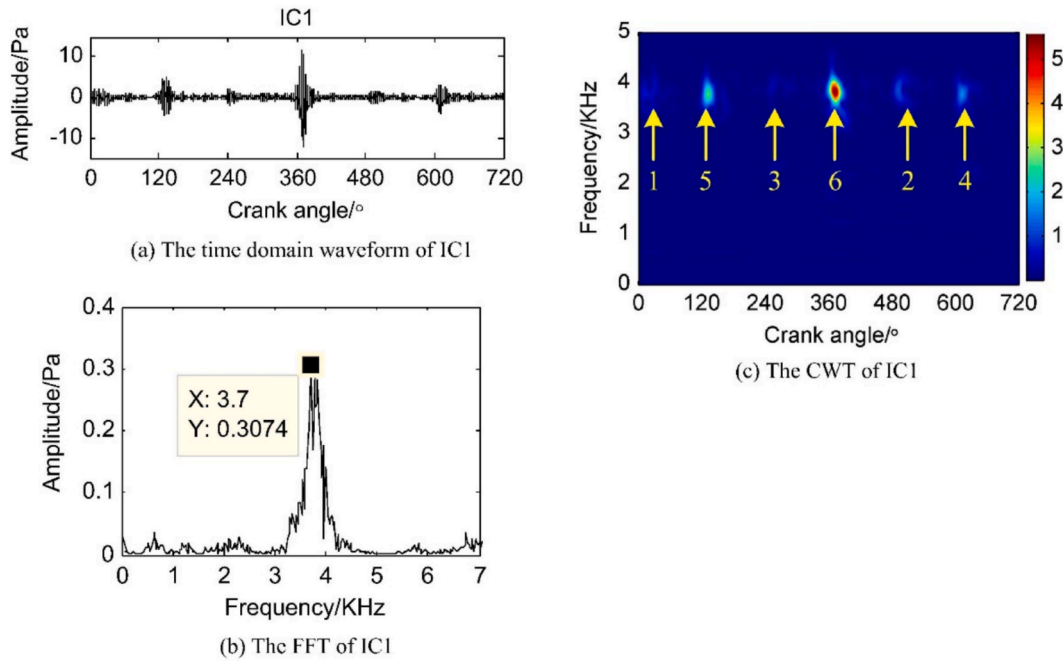 IC1
Amplitude/Pa
10
0
-10
0 120 240 360 480 600 720
Crank angle/°
(a) The time domain waveform of IC1
Amplitude/Pa
0.4
0.3
0.2
0.1
0
X: 3.7
Y: 0.3074
0 1 2 3 4 5 6 7
Frequency/KHz
(b) The FFT of IC1
Frequency/KHz
5
4
3
2
1
0
1 5 3 6 2 4
0 120 240 360 480 600 720
Crank angle/°
5
4
3
2
1
(c) The CWT of IC1